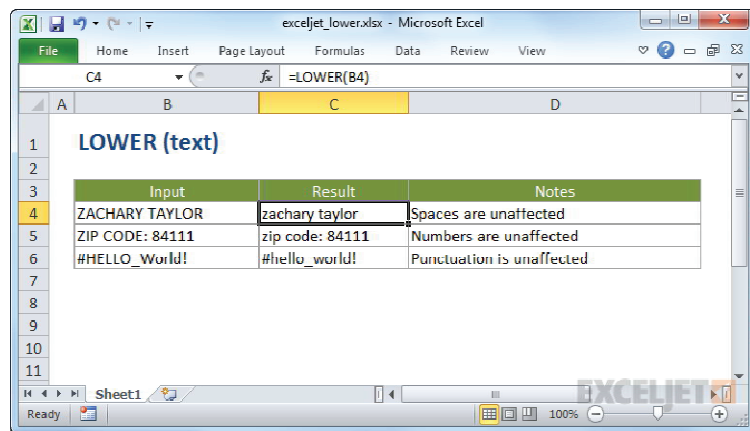 exceljet_lower.xlsx - Microsoft Excel
File Home Insert Page Layout Formulas Data Review View
C4 fx =LOWER(B4)
A B C D
1 LOWER (text)
2
3 Input Result Notes
4 ZACHARY TAYLOR zachary taylor Spaces are unaffected
5 ZIP CODE: 84111 zip code: 84111 Numbers are unaffected
6 #HELLO_World! #hello_world! Punctuation is unaffected
7
8
9
10
11
Sheet1
EXCELJET
Ready 100%